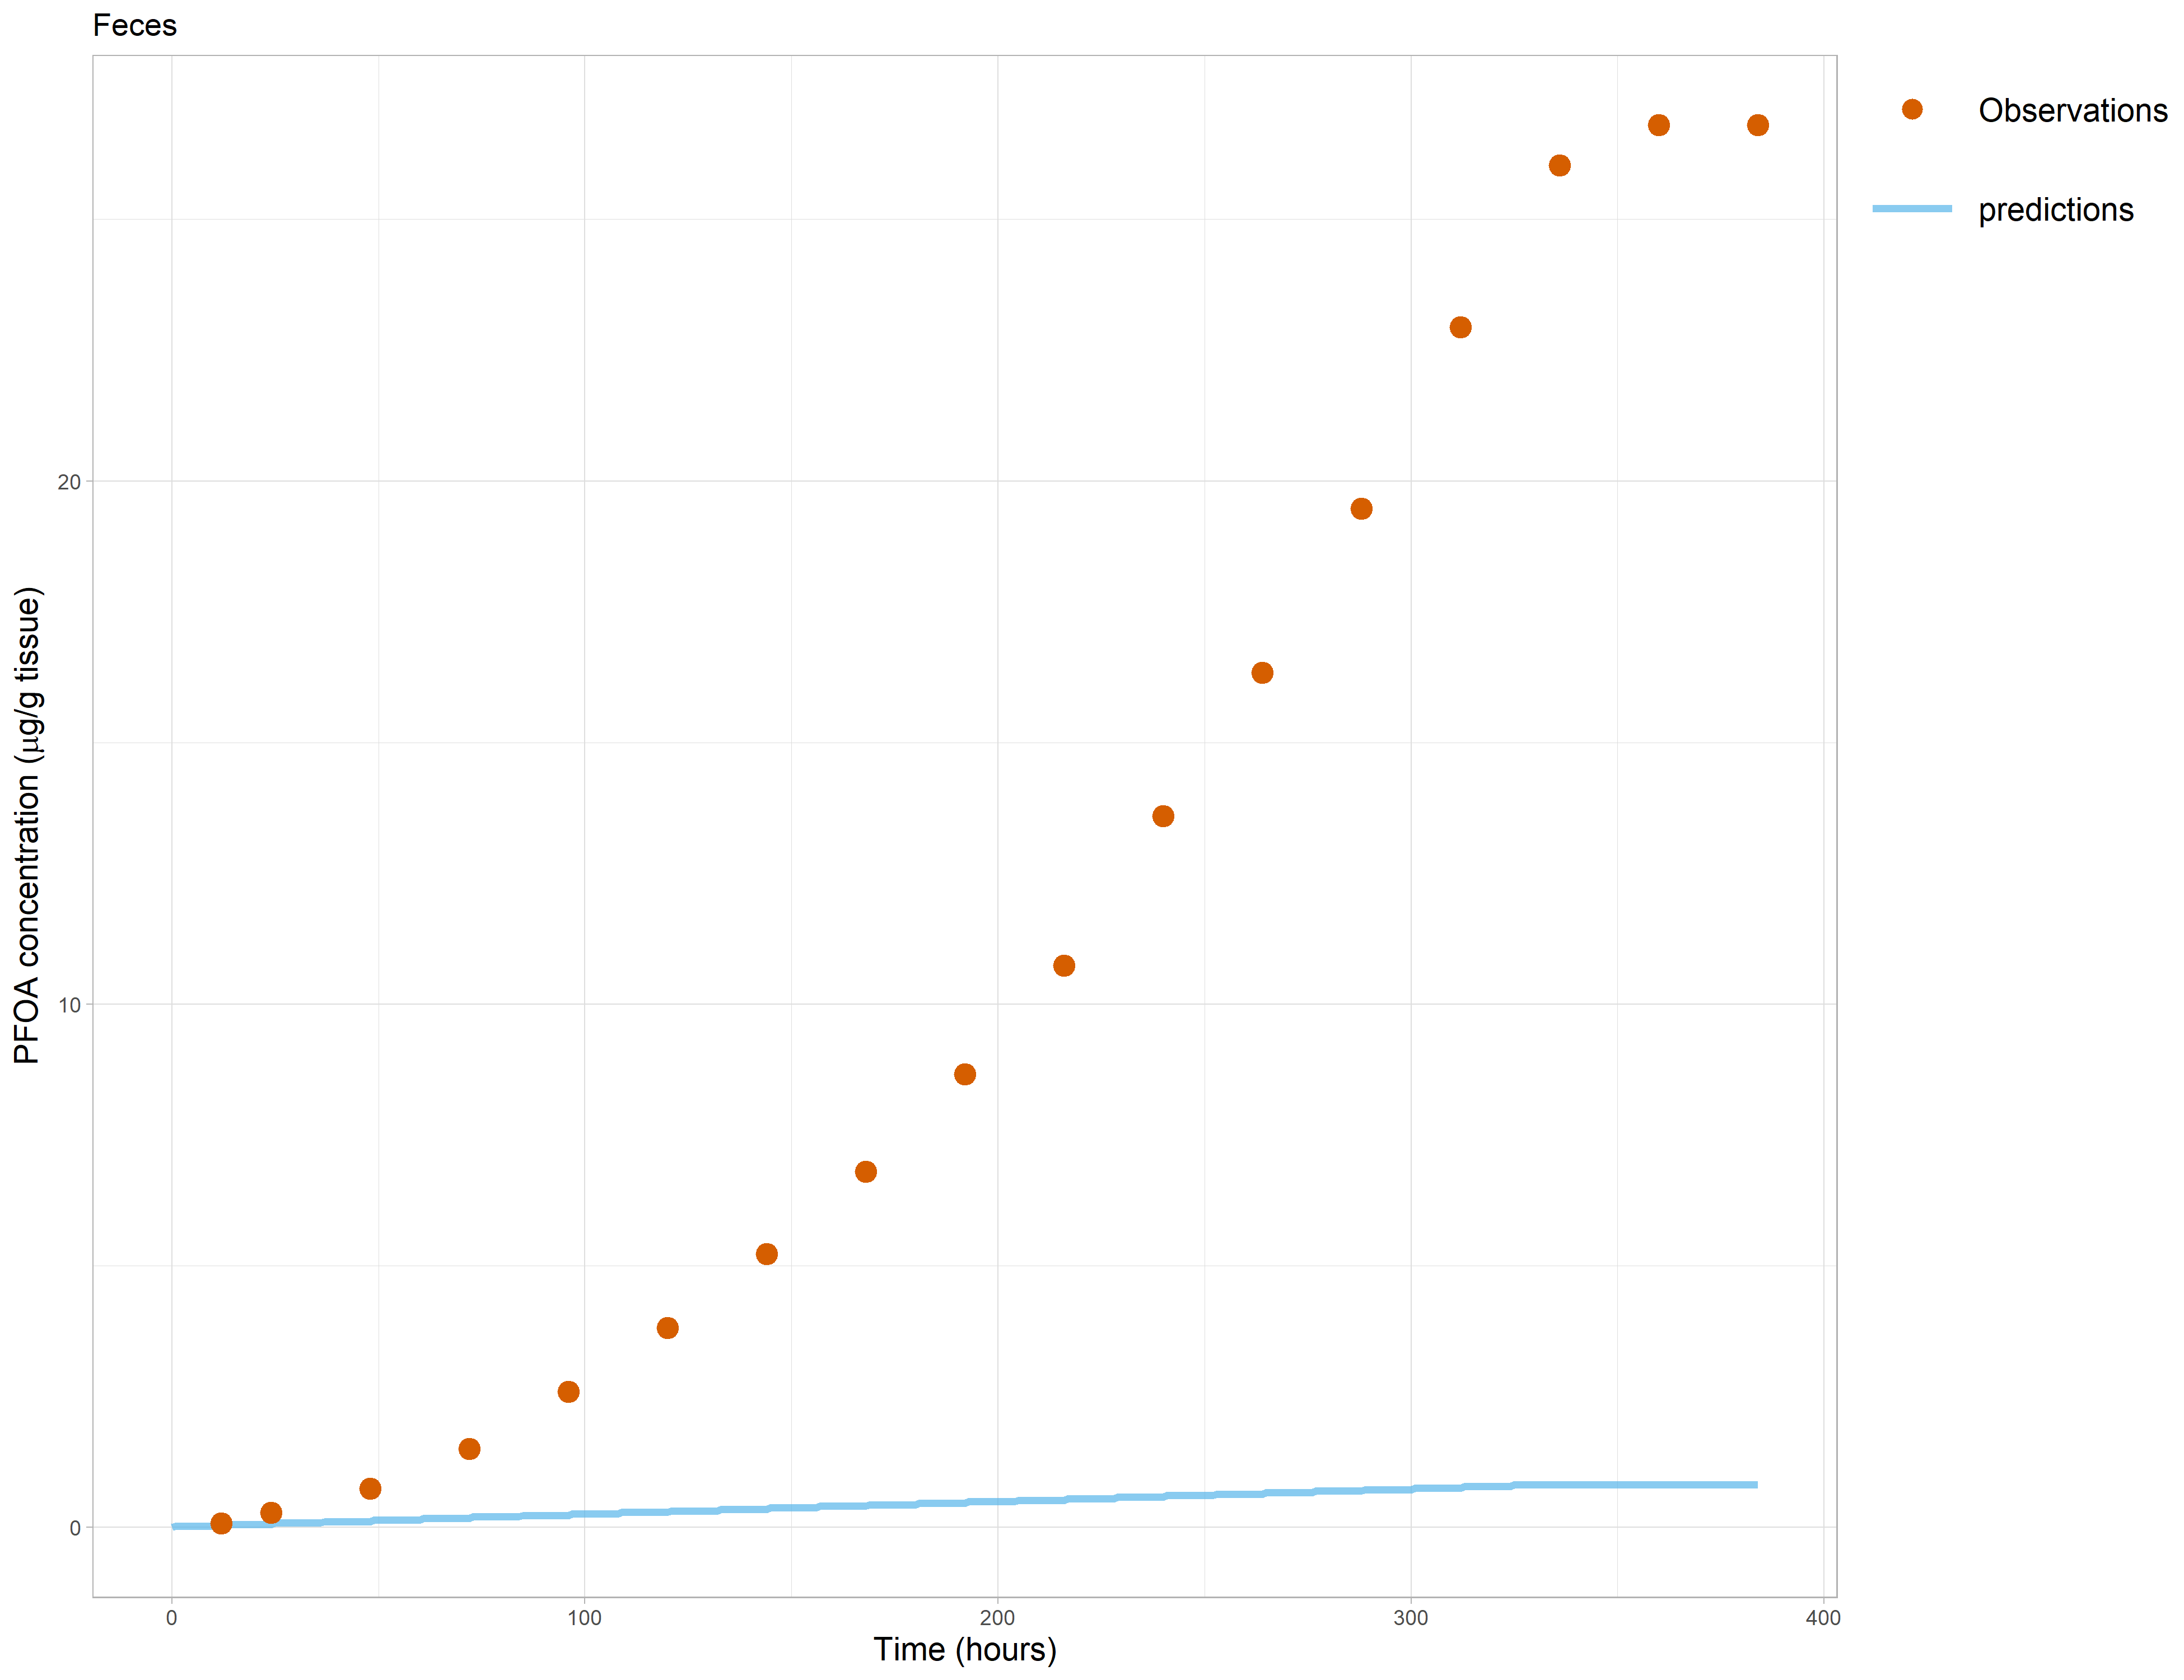 Feces
Observations
predictions
PFOA concentration (μg/g tissue)
20
10
0
0
100
200
300
400
Time (hours)